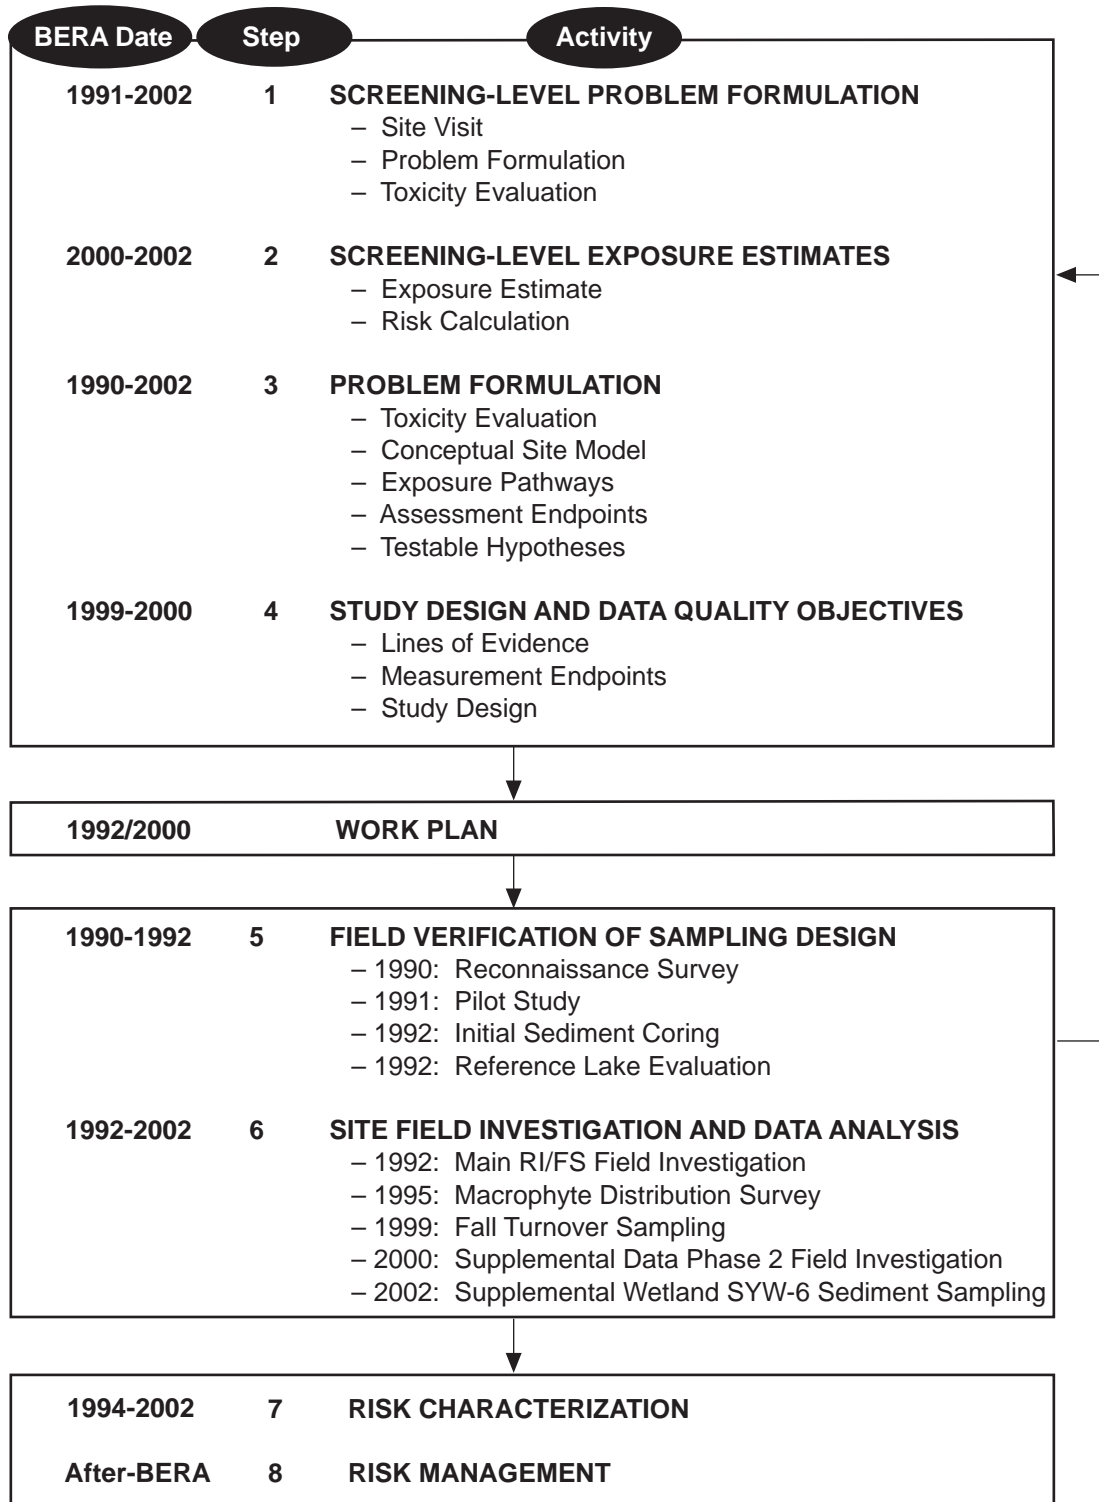 BERA Date Step Activity
1991-2002 1 SCREENING-LEVEL PROBLEM FORMULATION
– Site Visit
– Problem Formulation
– Toxicity Evaluation
2000-2002 2 SCREENING-LEVEL EXPOSURE ESTIMATES
– Exposure Estimate
– Risk Calculation
1990-2002 3 PROBLEM FORMULATION
– Toxicity Evaluation
– Conceptual Site Model
– Exposure Pathways
– Assessment Endpoints
– Testable Hypotheses
1999-2000 4 STUDY DESIGN AND DATA QUALITY OBJECTIVES
– Lines of Evidence
– Measurement Endpoints
– Study Design
1992/2000 WORK PLAN
1990-1992 5 FIELD VERIFICATION OF SAMPLING DESIGN
– 1990: Reconnaissance Survey
– 1991: Pilot Study
– 1992: Initial Sediment Coring
– 1992: Reference Lake Evaluation
1992-2002 6 SITE FIELD INVESTIGATION AND DATA ANALYSIS
– 1992: Main RI/FS Field Investigation
– 1995: Macrophyte Distribution Survey
– 1999: Fall Turnover Sampling
– 2000: Supplemental Data Phase 2 Field Investigation
– 2002: Supplemental Wetland SYW-6 Sediment Sampling
1994-2002 7 RISK CHARACTERIZATION
After-BERA 8 RISK MANAGEMENT